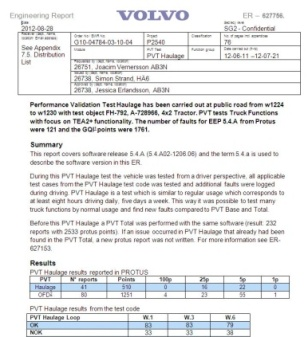 Engineering Report
VOLVO
ER - 627756.
2012-08-28
SG2 - Confidential
See Appendix
7.5. Distribution
List
G10-04784-03-10-04
P2540
76
PVT Haulage
12-06-11 -12-07-21
26751, Joacim Vernersson AB3N
26738, Simon Strand, HA6
26738, Jessica Erlandsson, AB3N
Performance Validation Test Haulage has been carried out at public road from w1224
to w1230 with test object FH-792, A-728966, 4x2 Tractor. PVT tests Truck Functions
with focus on TEA2+ functionality. The number of faults for EEP 5.4.A from Protus
were 121 and the GQII points were 1761.
Summary
This report covers software release 5.4.A (5.4.A02-1206.06) and the term 5.4.a is used to
describe the software version in this ER.
During this PVT Haulage test the vehicle was tested from a driver perspective, all applicable
test cases from the PVT Haulage test code was tested and additional faults were logged
during driving. PVT Haulage is a test which is similar to regular usage which corresponds to
at least eight hours driving daily, five days a week. This way it was possible to test many
truck functions by normal usage and find new faults compared to PVT Base and Total.
Before this PVT Haulage a PVT Total was performed with the same software (result: 232
reports with 2533 protus points). If an issue occurred in PVT Haulage that already had been
found in the PVT Total, a new protus report was not written. For more information see ER-
627153.
Results
PVT Haulage results reported in PROTUS
PVT N° reports Points 100p 25p 5p 1p
Haulage 41 510 0 16 22 0
OFD# 80 1251 4 23 55 1
PVT Haulage results from the test code
PVT Haulage Loop W.1 W.3 W.6
OK 83 83 79
NOK 33 33 38